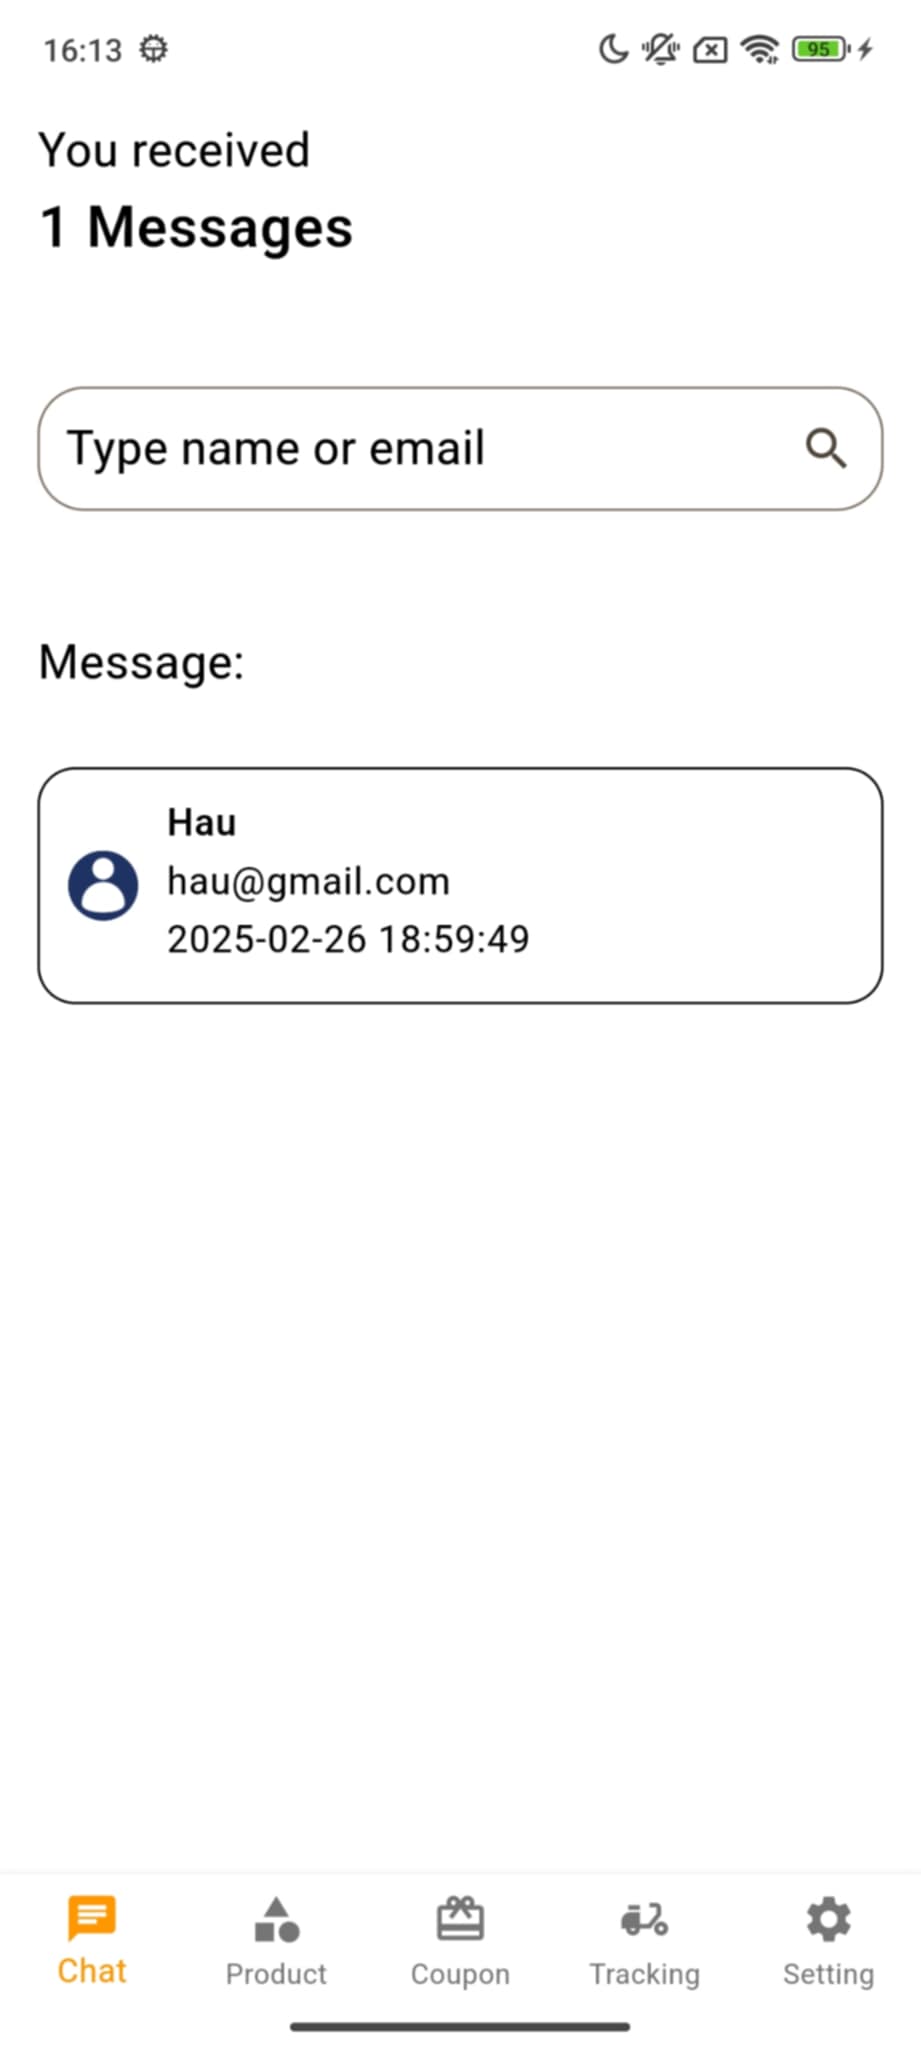 16:13
95
You received
1 Messages
Type name or email
Message:
Hau
hau@gmail.com
2025-02-26 18:59:49
Chat
Product
Coupon
Tracking
Setting